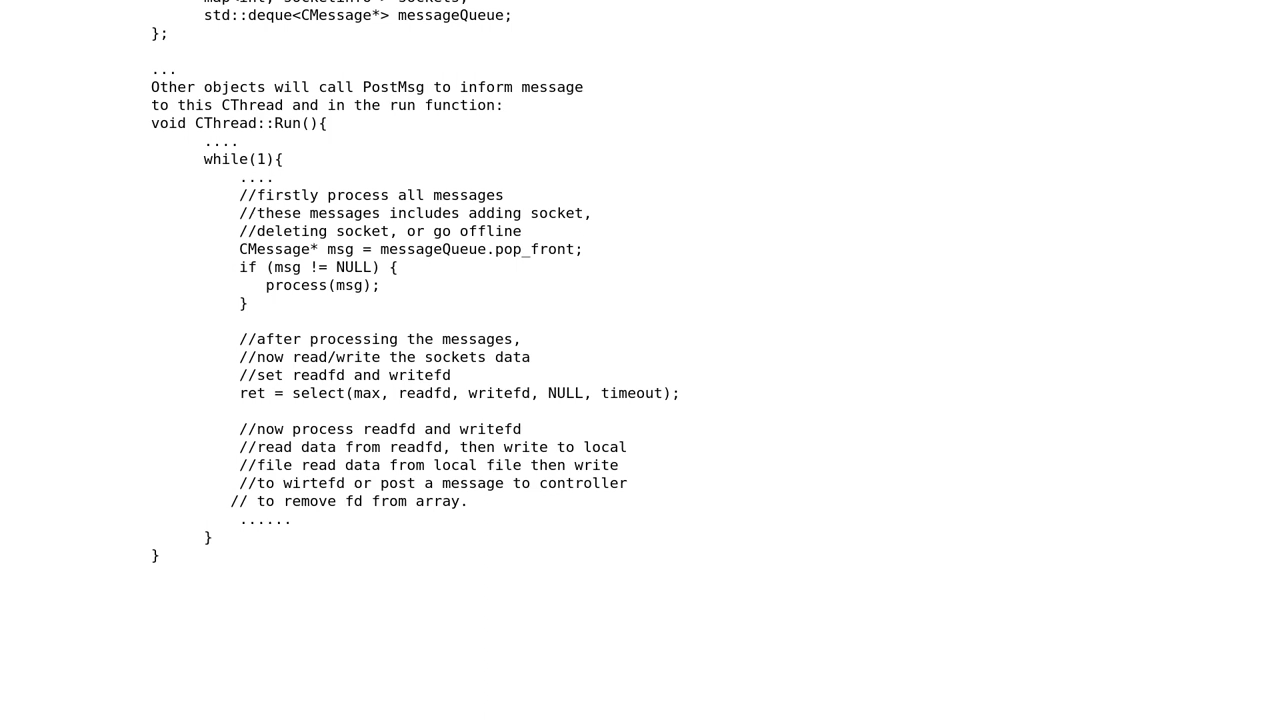 std::deque<CMessage*> messageQueue;
};
...
Other objects will call PostMsg to inform message
to this CThread and in the run function:
void CThread::Run(){
....
while(1){
....
//firstly process all messages
//these messages includes adding socket,
//deleting socket, or go offline
CMessage* msg = messageQueue.pop_front;
if (msg != NULL) {
process(msg);
}
//after processing the messages,
//now read/write the sockets data
//set readfd and writefd
ret = select(max, readfd, writefd, NULL, timeout);
//now process readfd and writefd
//read data from readfd, then write to local
//file read data from local file then write
//to wirtefd or post a message to controller
// to remove fd from array.
......
}
}